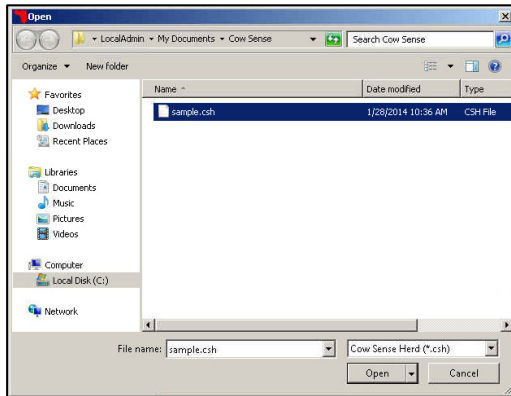 Open
LocalAdmin
My Documents
Cow Sense
Search Cow Sense
Organize
New folder
Name
Date modified
Type
Favorites
Desktop
Downloads
Recent Places
Libraries
Documents
Music
Pictures
Videos
Computer
Local Disk (C:)
Network
sample.csh
1/28/2014 10:36 AM
CSH File
File name:
sample.csh
Cow Sense Herd (*.csh)
Open
Cancel